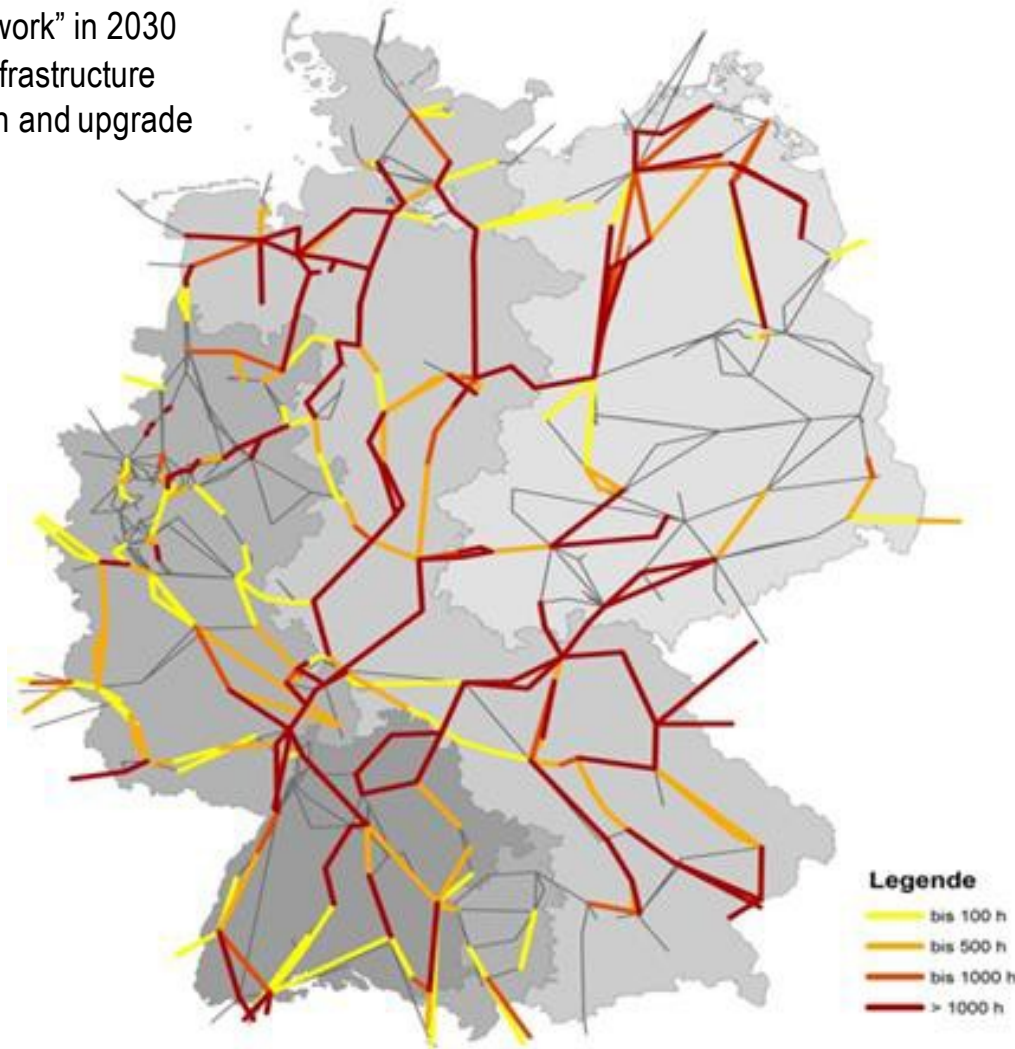 work” in 2030
frastructure
n and upgrade
Legende
bis 100 h
bis 500 h
bis 1000 h
> 1000 h